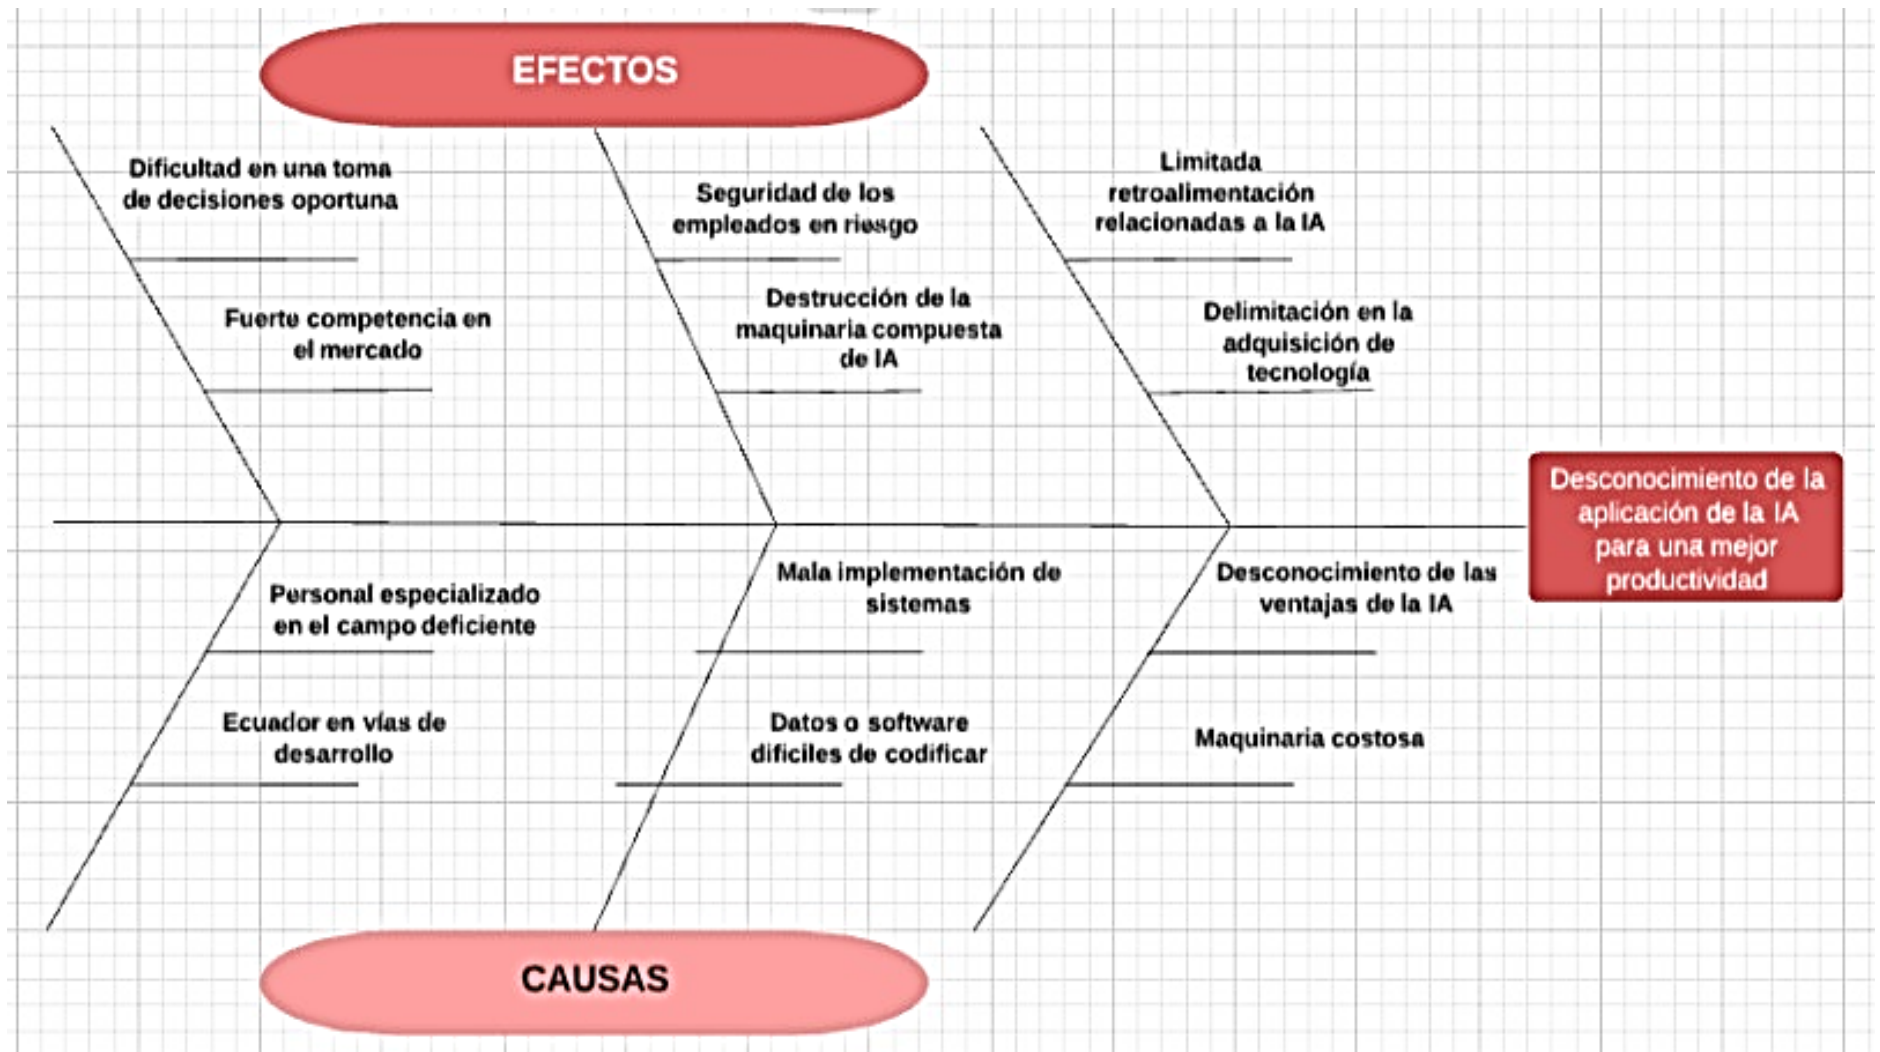 EFECTOS
Dificultad en una toma
de decisiones oportuna
Fuerte competencia en
el mercado
Seguridad de los
empleados en riesgo
Destrucción de la
maquinaria compuesta
de IA
Limitada
retroalimentación
relacionadas a la IA
Delimitación en la
adquisición de
tecnología
Desconocimiento de la
aplicación de la IA
para una mejor
productividad
Personal especializado
en el campo deficiente
Ecuador en vías de
desarrollo
Mala implementación de
sistemas
Datos o software
dificiles de codificar
Desconocimiento de las
ventajas de la IA
Maquinaria costosa
CAUSAS